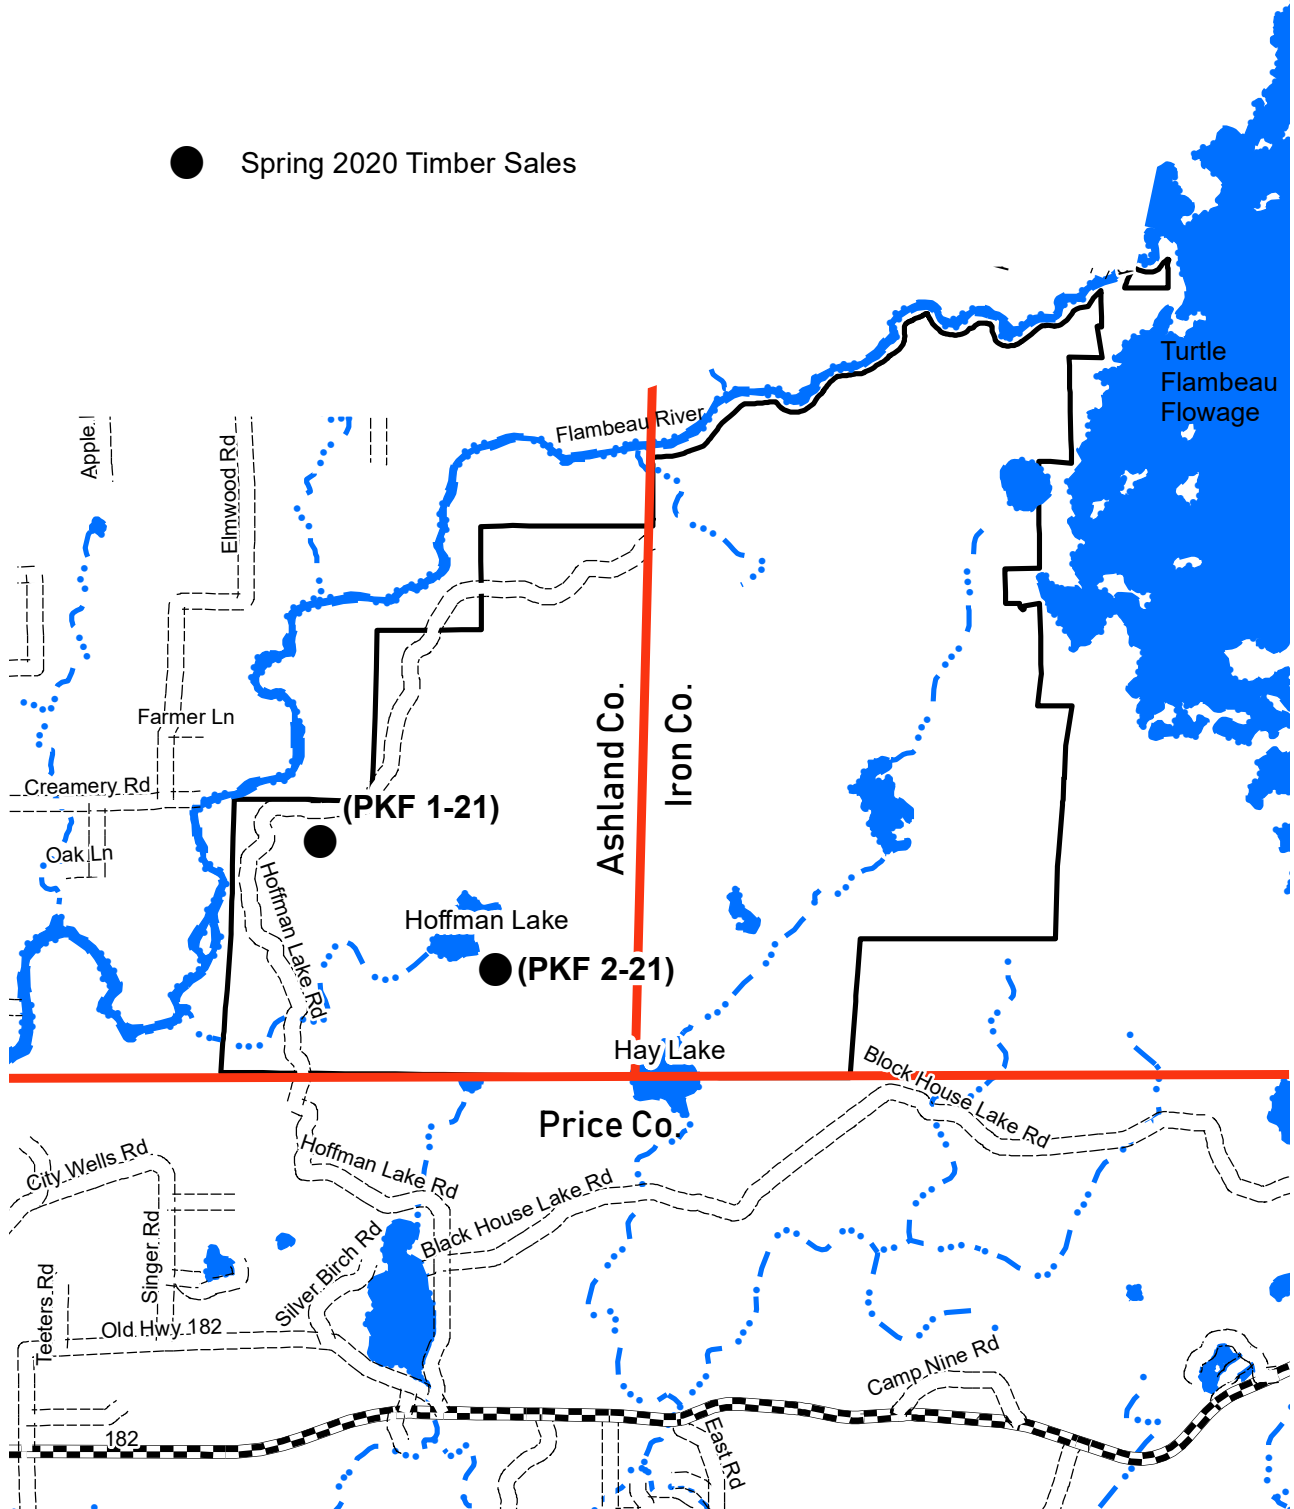 Spring 2020 Timber Sales
Turtle
Flambeau
Flowage
Flambeau River
Apple
Elmwood Rd
Farmer Ln
Ashland Co.
Iron Co.
Creamery Rd
(PKF 1-21)
Oak Ln
Hoffman Lake Rd
Hoffman Lake
(PKF 2-21)
Hay Lake
Block House Lake Rd
Price Co.
City Wells Rd
Hoffman Lake Rd
Black House Lake Rd
Singer Rd
Silver Birch Rd
Teeters Rd
Old Hwy 182
Camp Nine Rd
182
East Rd